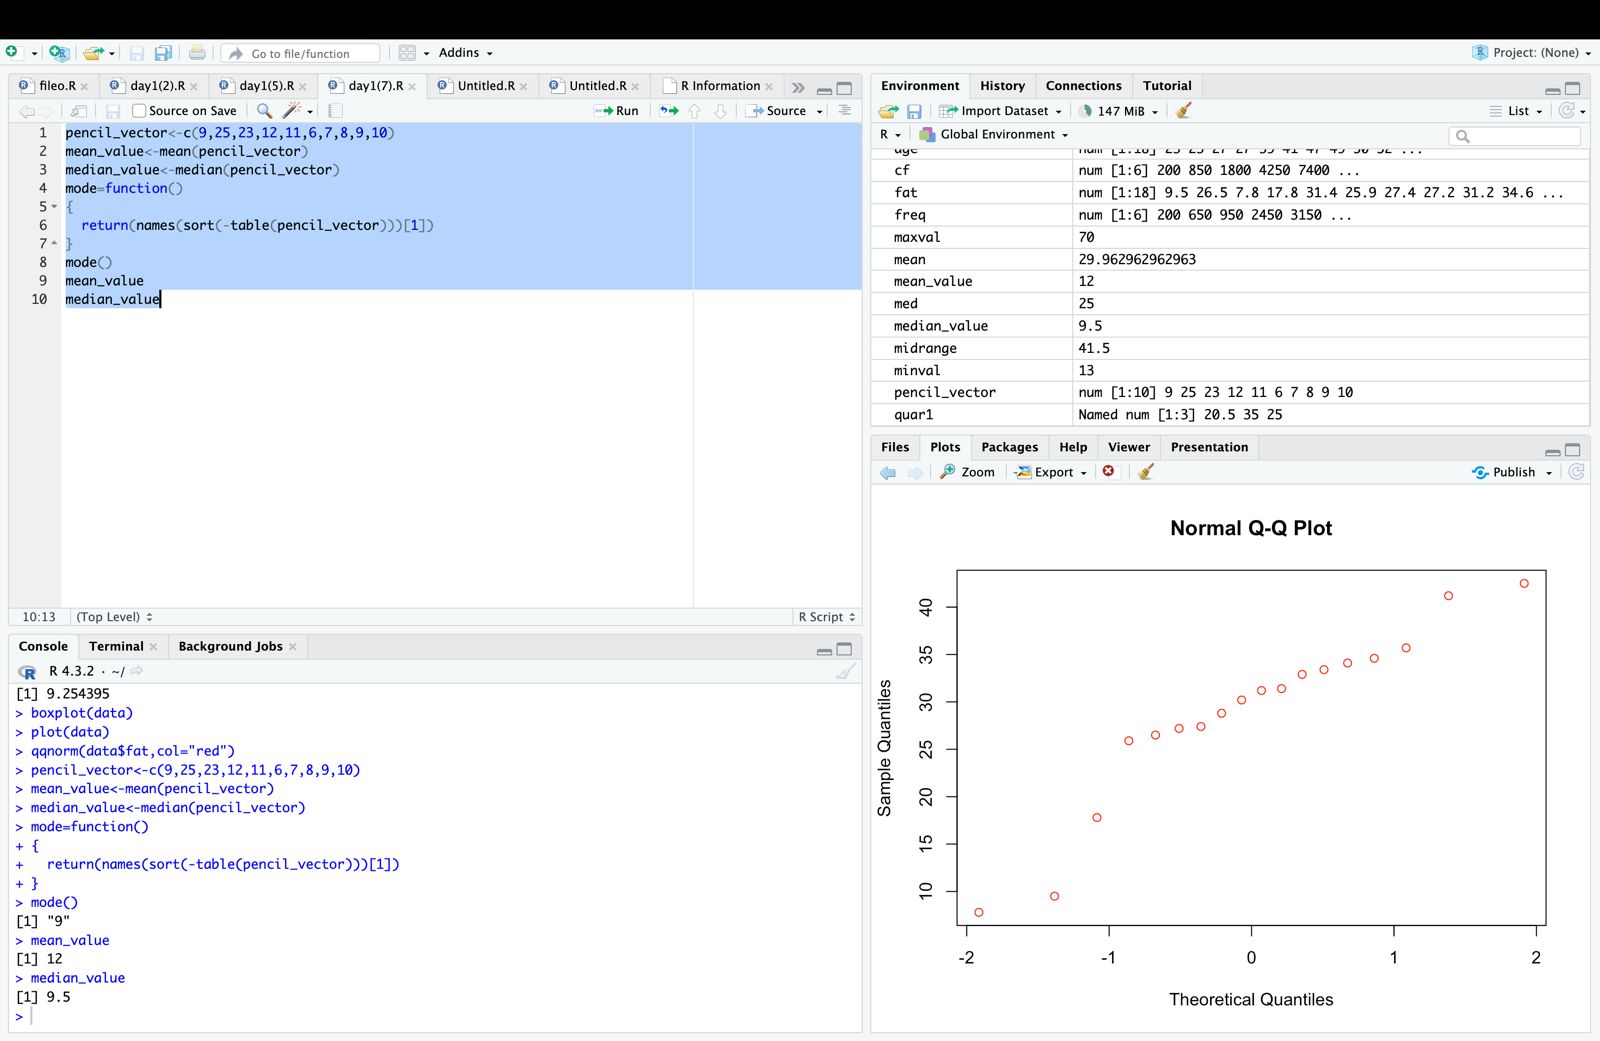 Go to file/function
Addins
Project: (None)
fileo.R
day1(2).R
day1(5).R
day1(7).R
Untitled.R
Untitled.R
R Information
Source on Save
Run
Source
1 pencil_vector<-c(9,25,23,12,11,6,7,8,9,10)
2 mean_value<-mean(pencil_vector)
3 median_value<-median(pencil_vector)
4 mode=function()
5 {
6   return(names(sort(-table(pencil_vector)))[1])
7 }
8 mode()
9 mean_value
10 median_value
10:13 (Top Level)
R Script
Console
Terminal
Background Jobs
R 4.3.2 · ~/
[1] 9.254395
> boxplot(data)
> plot(data)
> qqnorm(data$fat,col="red")
> pencil_vector<-c(9,25,23,12,11,6,7,8,9,10)
> mean_value<-mean(pencil_vector)
> median_value<-median(pencil_vector)
> mode=function()
+ {
+   return(names(sort(-table(pencil_vector)))[1])
+ }
> mode()
[1] "9"
> mean_value
[1] 12
> median_value
[1] 9.5
>
Environment
History
Connections
Tutorial
Import Dataset
147 MiB
List
R
Global Environment
cf num [1:6] 200 850 1800 4250 7400 ...
fat num [1:18] 9.5 26.5 7.8 17.8 31.4 25.9 27.4 27.2 31.2 34.6 ...
freq num [1:6] 200 650 950 2450 3150 ...
maxval 70
mean 29.962962962963
mean_value 12
med 25
median_value 9.5
midrange 41.5
minval 13
pencil_vector num [1:10] 9 25 23 12 11 6 7 8 9 10
quar1 Named num [1:3] 20.5 35 25
Files
Plots
Packages
Help
Viewer
Presentation
Zoom
Export
Publish
Normal Q-Q Plot
Sample Quantiles
40
35
30
25
20
15
10
-2 -1 0 1 2
Theoretical Quantiles